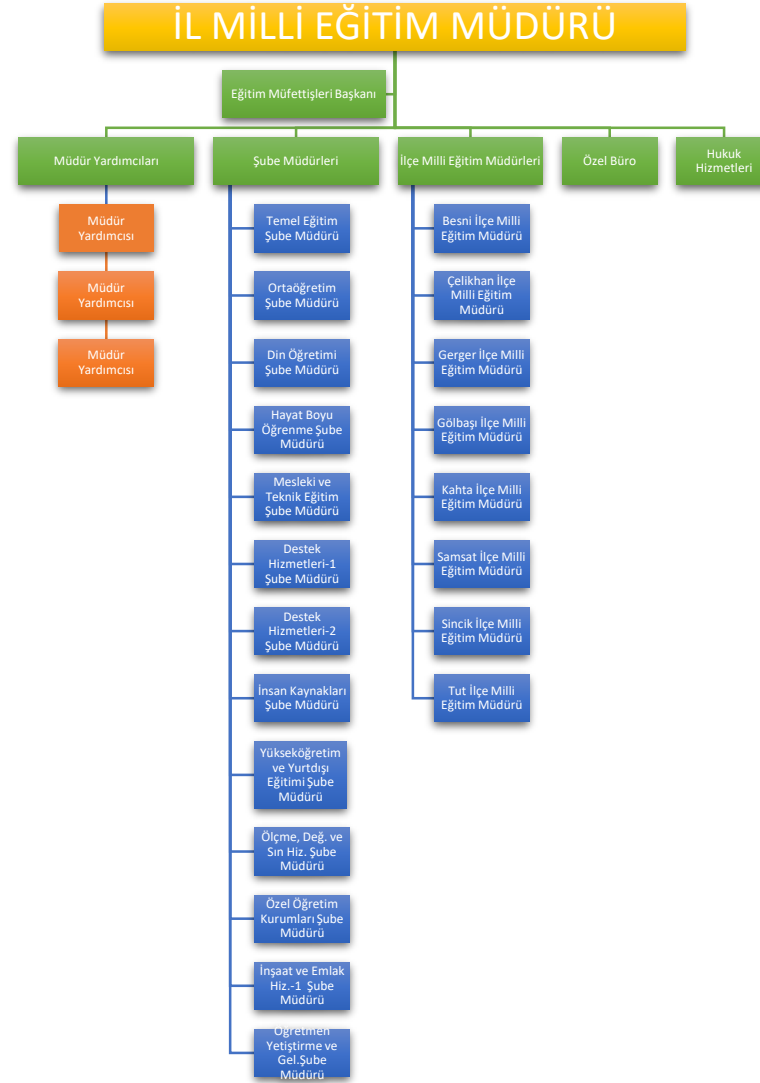 İL MİLLİ EĞİTİM MÜDÜRÜ
Eğitim Müfettişleri Başkanı
Müdür Yardımcıları
Şube Müdürleri
İlçe Milli Eğitim Müdürleri
Özel Büro
Hukuk
Hizmetleri
Müdür
Yardımcısı
Müdür
Yardımcısı
Müdür
Yardımcısı
Temel Eğitim
Şube Müdürü
Ortaöğretim
Şube Müdürü
Din Öğretimi
Şube Müdürü
Hayat Boyu
Öğrenme Şube
Müdürü
Mesleki ve
Teknik Eğitim
Şube Müdürü
Destek
Hizmetleri-1
Şube Müdürü
Destek
Hizmetleri-2
Şube Müdürü
İnsan Kaynakları
Şube Müdürü
Yükseköğretim
ve Yurtdışı
Eğitimi Şube
Müdürü
Ölçme, Değ. ve
Sın Hiz. Şube
Müdürü
Özel Öğretim
Kurumları Şube
Müdürü
İnşaat ve Emlak
Hiz.-1 Şube
Müdürü
Öğretmen
Yetiştirme ve
Gel.Şube
Müdürü
Besni İlçe Milli
Eğitim Müdürü
Çelikhan İlçe
Milli Eğitim
Müdürü
Gerger İlçe Milli
Eğitim Müdürü
Gölbaşı İlçe Milli
Eğitim Müdürü
Kahta İlçe Milli
Eğitim Müdürü
Samsat İlçe Milli
Eğitim Müdürü
Sincik İlçe Milli
Eğitim Müdürü
Tut İlçe Milli
Eğitim Müdürü